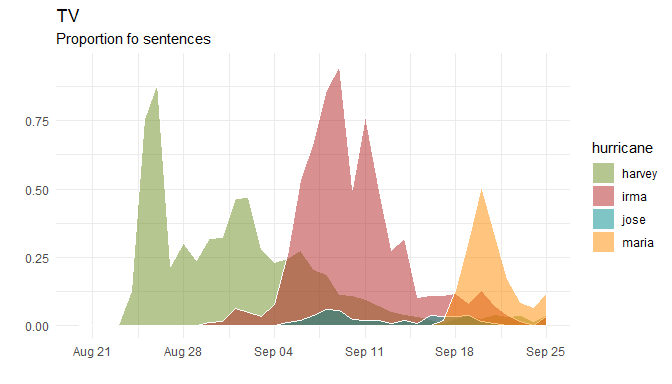 TV
Proportion fo sentences
0.75
0.50
0.25
0.00
Aug 21 Aug 28 Sep 04 Sep 11 Sep 18 Sep 25
hurricane
harvey
irma
jose
maria